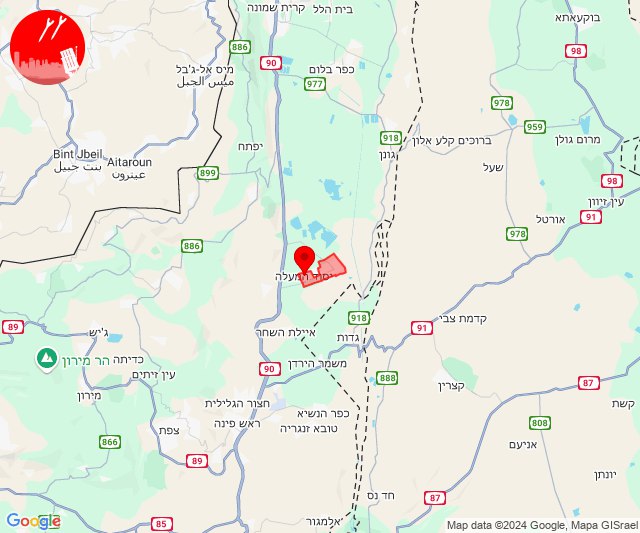 בית הלל
קרית שמונה
בוקעאתא
886
90
98
כפר בלום
מיס אל-ג'בל
ميس الجبل
977
978
959
918
ברוכים קלע אלון
מרום גולן
יפתח
גונן
Bint Jbeil
بنت جبيل
Aitaroun
عيترون
שעל
899
98
עין זיוון
91
אורטל
978
886
יסוד המעלה
918
קדמת צבי
89
91
איילת השחר
גדות
ג'יש
הר מירון
כדיתה
משמר הירדן
90
888
87
עין זיתים
קצרין
מירון
חצור הגלילית
כפר הנשיא
קשת
צפת
ראש פינה
טובא זנגריה
808
866
אניעם
89
יונתן
חד נס
87
85
אלמגור
Google
Map data ©2024 Google, Mapa GISrael